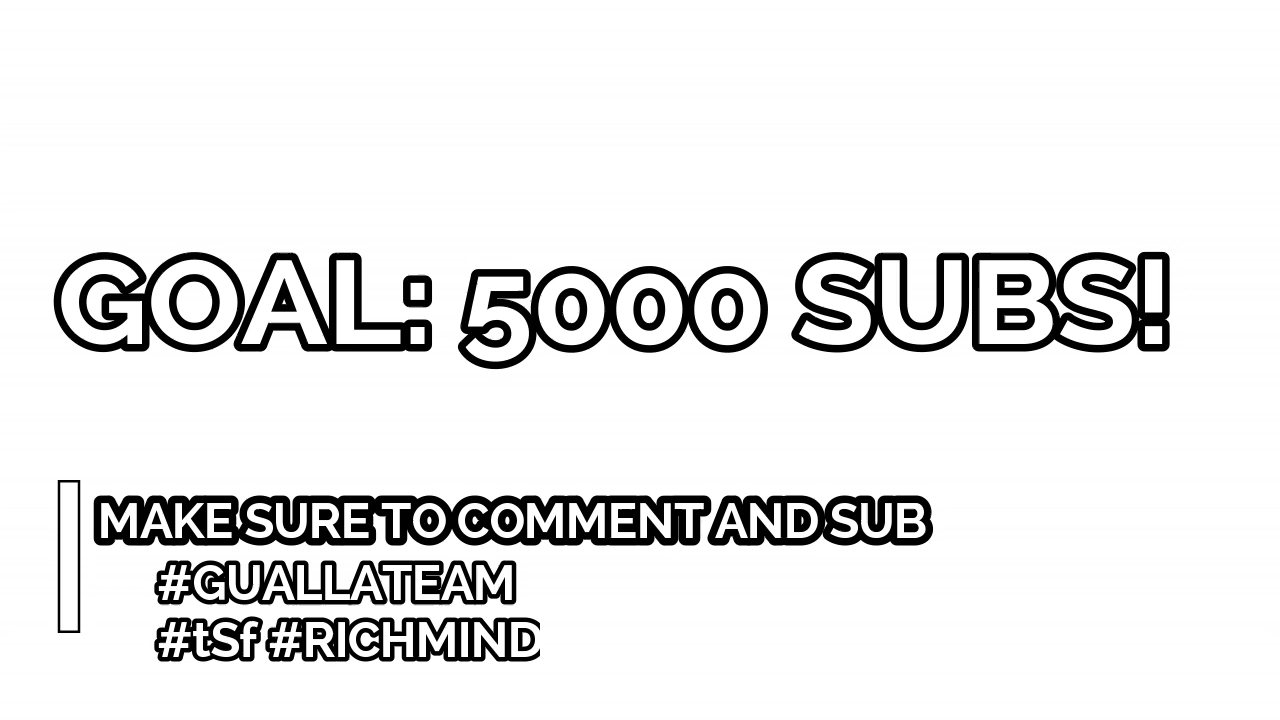 GOAL: 5000 SUBS!
MAKE SURE TO COMMENT AND SUB
#GUALLATEAM
#tSf #RICHMIND